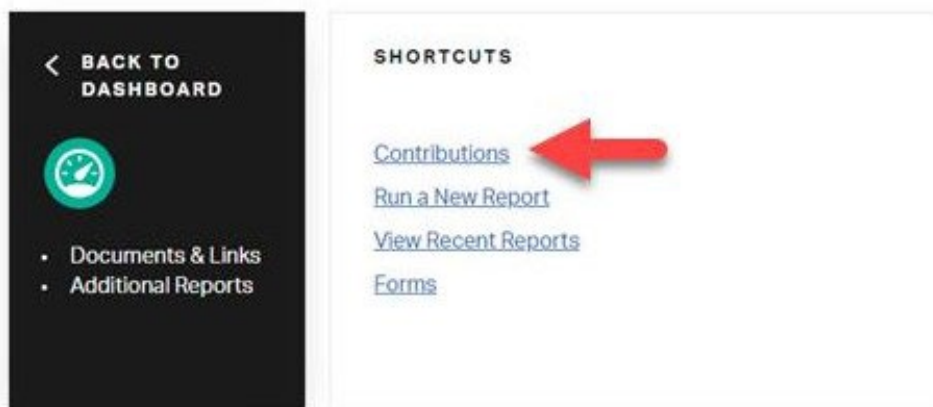 BACK TO
DASHBOARD
Documents & Links
Additional Reports
SHORTCUTS
Contributions
Run a New Report
View Recent Reports
Forms